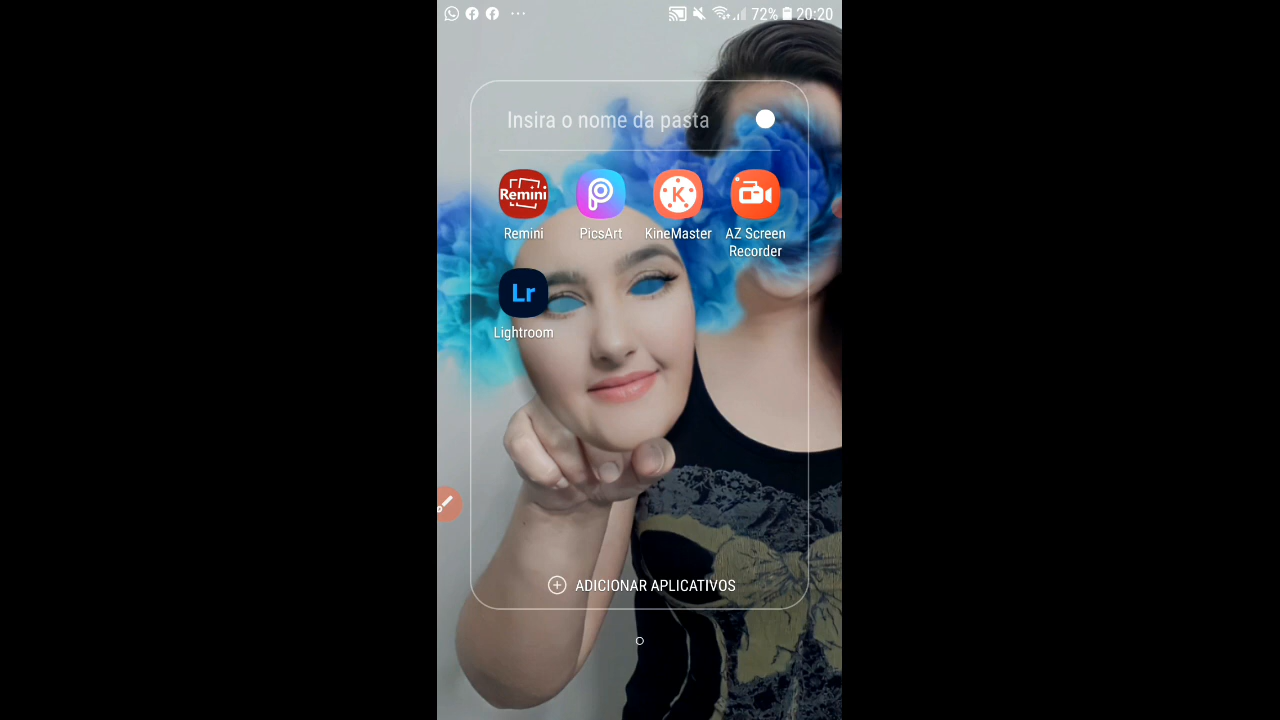 72% 20:20
Insira o nome da pasta
Remini
K
Lr
Remini PicsArt KineMaster AZ Screen Recorder
Lightroom
ADICIONAR APLICATIVOS